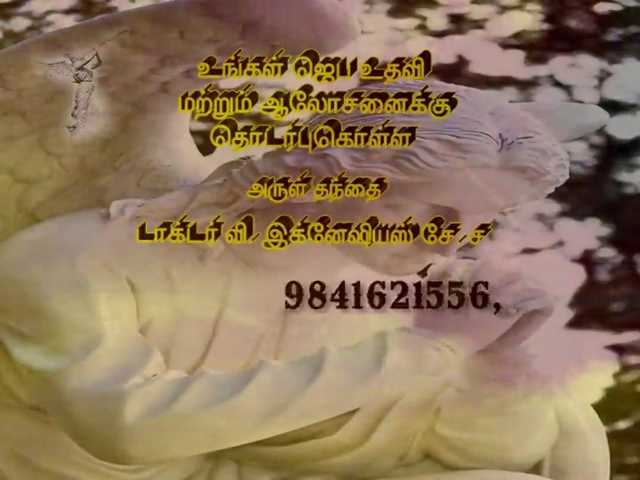 உங்கள் ஜெப உதவி
மற்றும் ஆலோசனைக்கு
தொடர்புகொள்ள
அருள் தந்தை
டாக்டர் வி. இக்னேஷியஸ் சே.ச
9841621556,